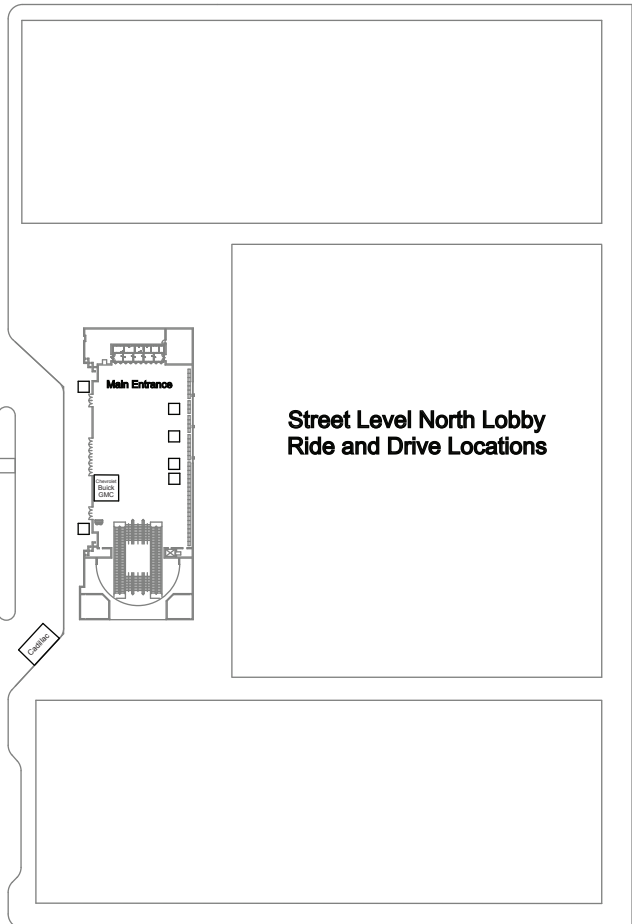 Main Entrance
Street Level North Lobby
Ride and Drive Locations
Chevrolet
Buick
GMC
Cadillac